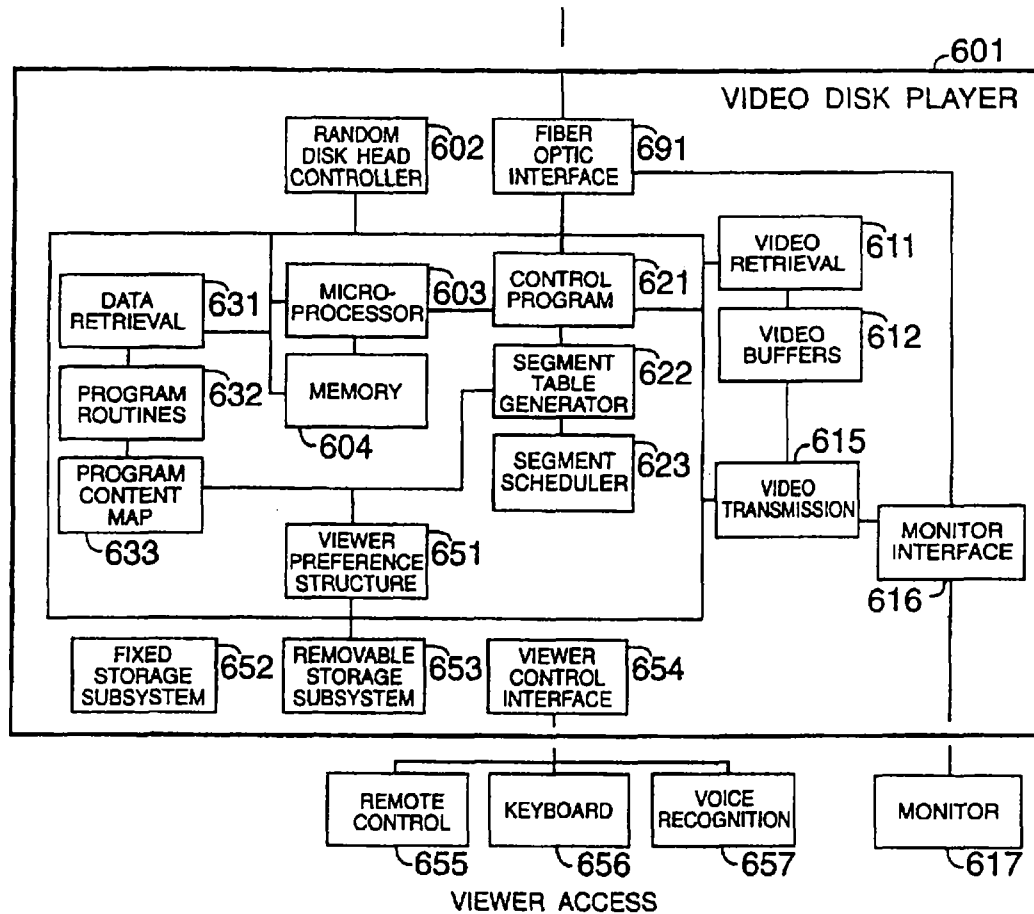 601
VIDEO DISK PLAYER
RANDOM
DISK HEAD
CONTROLLER
602
FIBER
OPTIC
INTERFACE
691
DATA
RETRIEVAL
631
MICRO-
PROCESSOR
603
CONTROL
PROGRAM
621
VIDEO
RETRIEVAL
611
PROGRAM
ROUTINES
632
MEMORY
604
SEGMENT
TABLE
GENERATOR
622
VIDEO
BUFFERS
612
PROGRAM
CONTENT
MAP
633
SEGMENT
SCHEDULER
623
615
VIDEO
TRANSMISSION
VIEWER
PREFERENCE
STRUCTURE
651
MONITOR
INTERFACE
616
FIXED
STORAGE
SUBSYSTEM
652
REMOVABLE
STORAGE
SUBSYSTEM
653
VIEWER
CONTROL
INTERFACE
654
REMOTE
CONTROL
655
KEYBOARD
656
VOICE
RECOGNITION
657
MONITOR
617
VIEWER ACCESS